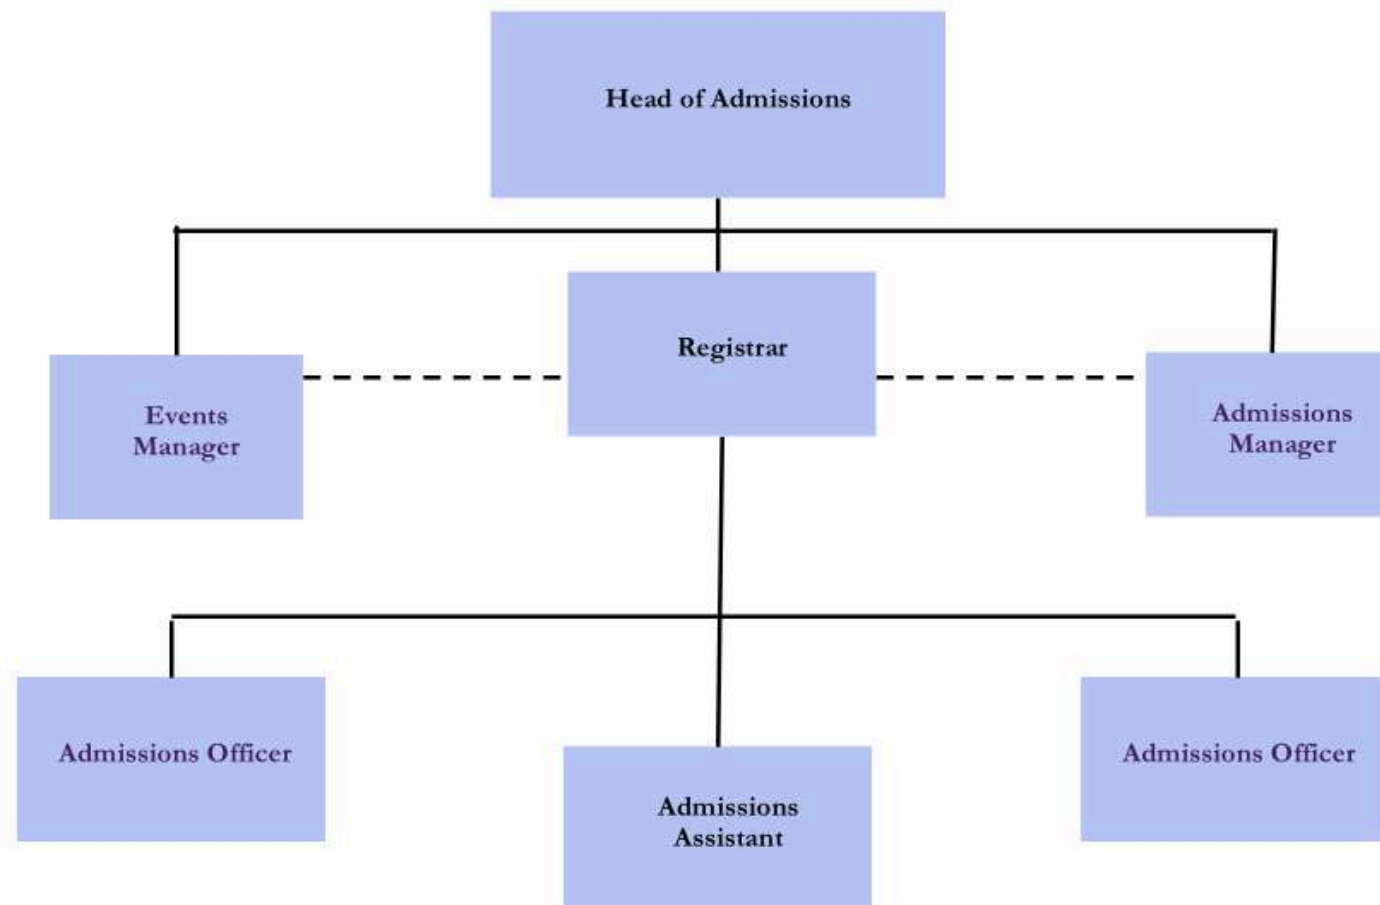 Head of Admissions
Registrar
Events
Manager
Admissions
Manager
Admissions Officer
Admissions
Assistant
Admissions Officer